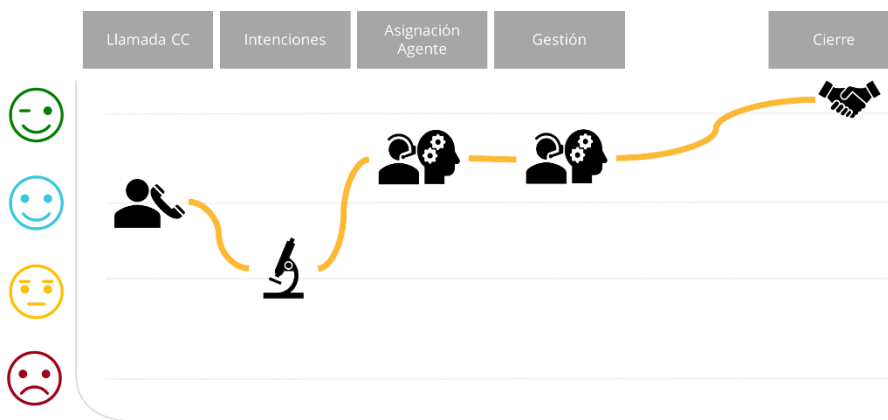 Llamada CC
Intenciones
Asignación
Agente
Gestión
Cierre